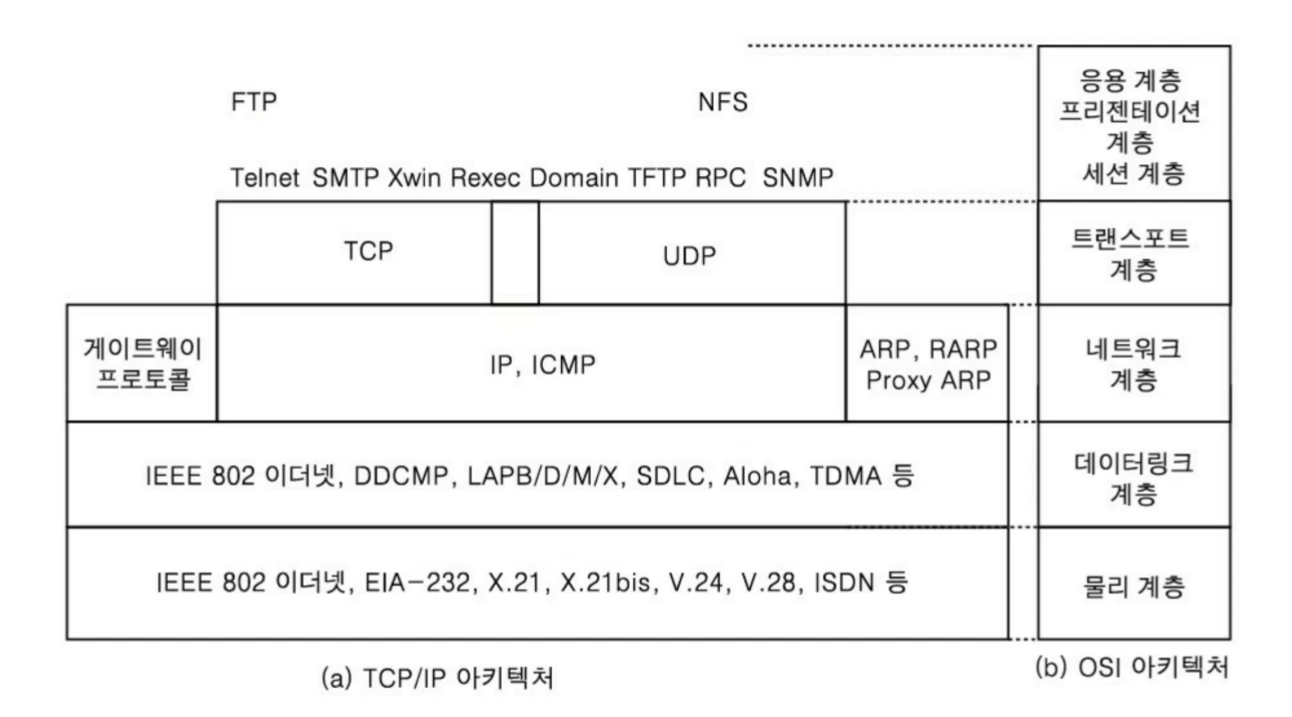 응용 계층
프리젠테이션
계층
세션 계층
FTP
NFS
Telnet SMTP Xwin Rexec Domain TFTP RPC SNMP
TCP
UDP
트랜스포트
계층
게이트웨이
프로토콜
IP, ICMP
ARP, RARP
Proxy ARP
네트워크
계층
IEEE 802 이더넷, DDCMP, LAPB/D/M/X, SDLC, Aloha, TDMA 등
데이터링크
계층
IEEE 802 이더넷, EIA-232, X.21, X.21bis, V.24, V.28, ISDN 등
물리 계층
(a) TCP/IP 아키텍처
(b) OSI 아키텍처